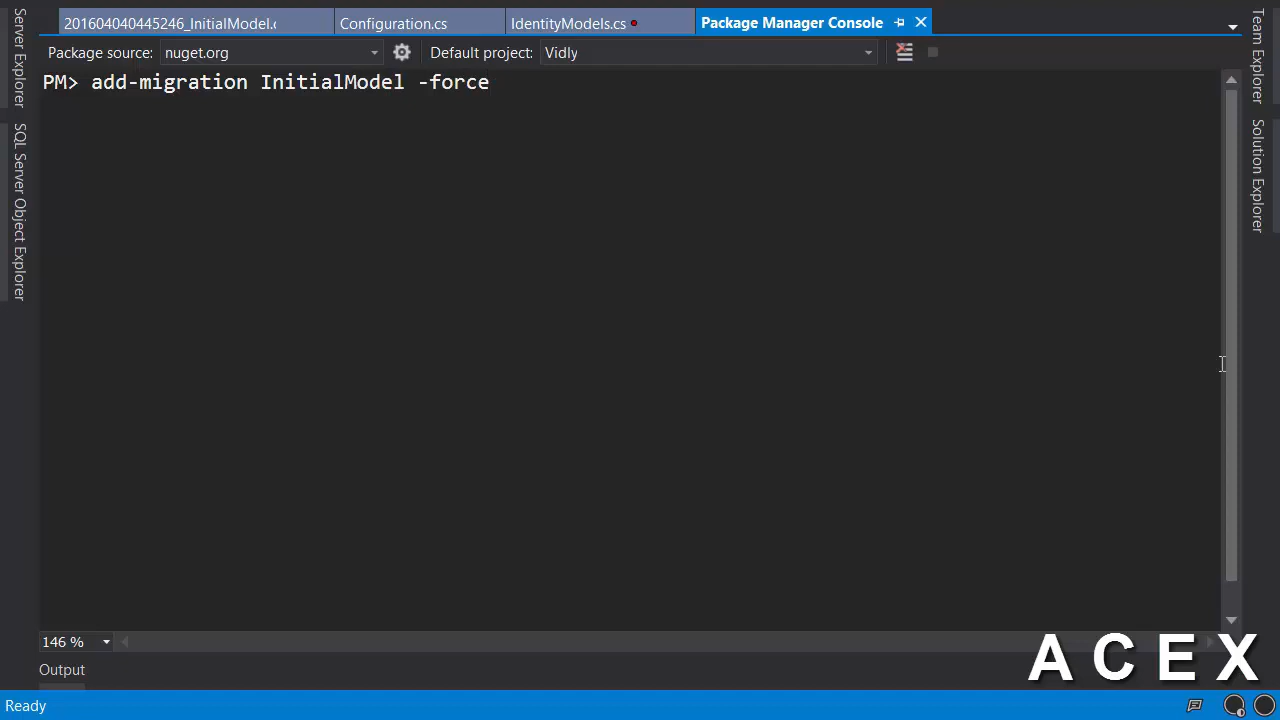 201604040445246_InitialModel.c Configuration.cs IdentityModels.cs Package Manager Console
Package source: nuget.org Default project: Vidly
PM> add-migration InitialModel -force
Server Explorer
SQL Server Object Explorer
Team Explorer
Solution Explorer
146 %
Output
A C E X
Ready